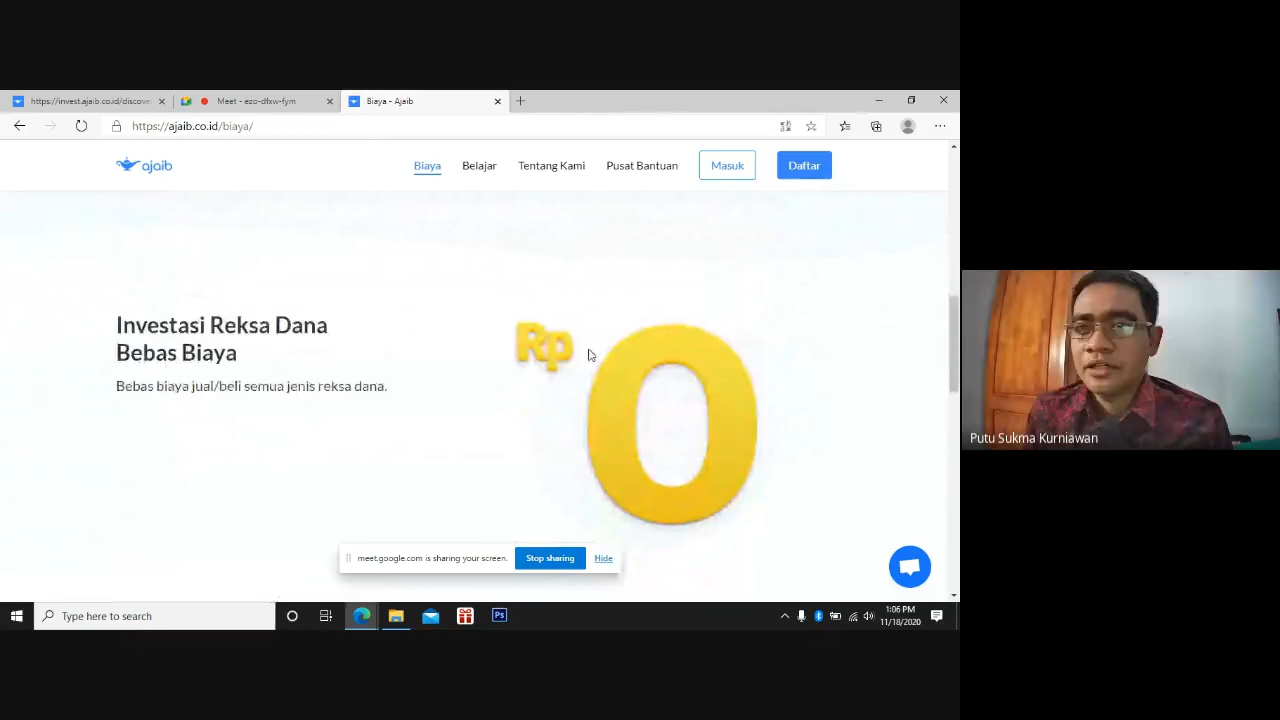 https://invest.ajaib.co.id/discove
Meet - ezo-dfxw-fym
Biaya - Ajaib
https://ajaib.co.id/biaya/
ajaib
Biaya
Belajar
Tentang Kami
Pusat Bantuan
Masuk
Daftar
Investasi Reksa Dana
Bebas Biaya
Bebas biaya jual/beli semua jenis reksa dana.
Rp 0
Putu Sukma Kurniawan
meet.google.com is sharing your screen.
Stop sharing
Hide
Type here to search
Ps
1:06 PM
11/18/2020